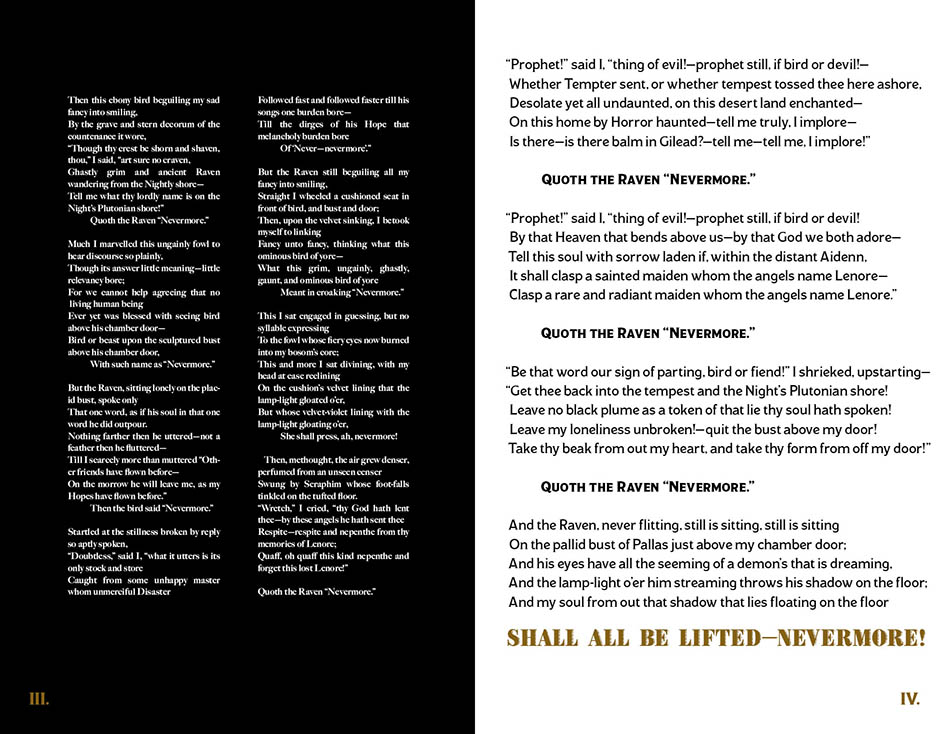 Then this ebony bird beguiling my sad
fancy into smiling,
By the grave and stern decorum of the
countenance it wore,
“Though thy crest be shorn and shaven,
thou,” I said, “art sure no craven,
Ghastly grim and ancient Raven
wandering from the Nightly shore—
Tell me what thy lordly name is on the
Night’s Plutonian shore!”
Quoth the Raven “Nevermore.”
Much I marvelled this ungainly fowl to
hear discourse so plainly,
Though its answer little meaning—little
relevancy bore;
For we cannot help agreeing that no
living human being
Ever yet was blessed with seeing bird
above his chamber door—
Bird or beast upon the sculptured bust
above his chamber door,
With such name as “Nevermore.”
But the Raven, sitting lonely on the plac-
id bust, spoke only
That one word, as if his soul in that one
word he did outpour.
Nothing farther then he uttered—not a
feather then he fluttered—
Till I scarcely more than muttered “Oth-
er friends have flown before—
On the morrow he will leave me, as my
Hopes have flown before.”
Then the bird said “Nevermore.”
Startled at the stillness broken by reply
so aptly spoken,
“Doubtless,” said I, “what it utters is its
only stock and store
Caught from some unhappy master
whom unmerciful Disaster
Followed fast and followed faster till his
songs one burden bore—
Till the dirges of his Hope that
melancholy burden bore
Of ‘Never—nevermore’.”
But the Raven still beguiling all my
fancy into smiling,
Straight I wheeled a cushioned seat in
front of bird, and bust and door;
Then, upon the velvet sinking, I betook
myself to linking
Fancy unto fancy, thinking what this
ominous bird of yore—
What this grim, ungainly, ghastly,
gaunt, and ominous bird of yore
Meant in croaking “Nevermore.”
This I sat engaged in guessing, but no
syllable expressing
To the fowl whose fiery eyes now burned
into my bosom’s core;
This and more I sat divining, with my
head at ease reclining
On the cushion’s velvet lining that the
lamp-light gloated o’er,
But whose velvet-violet lining with the
lamp-light gloating o’er,
She shall press, ah, nevermore!
Then, methought, the air grew denser,
perfumed from an unseen censer
Swung by Seraphim whose foot-falls
tinkled on the tufted floor.
“Wretch,” I cried, “thy God hath lent
thee—by these angels he hath sent thee
Respite—respite and nepenthe from thy
memories of Lenore;
Quaff, oh quaff this kind nepenthe and
forget this lost Lenore!”
Quoth the Raven “Nevermore.”
III.
“Prophet!” said I, “thing of evil!—prophet still, if bird or devil!—
Whether Tempter sent, or whether tempest tossed thee here ashore,
Desolate yet all undaunted, on this desert land enchanted—
On this home by Horror haunted—tell me truly, I implore—
Is there—is there balm in Gilead?—tell me—tell me, I implore!”
Quoth the Raven “Nevermore.”
“Prophet!” said I, “thing of evil!—prophet still, if bird or devil!
By that Heaven that bends above us—by that God we both adore—
Tell this soul with sorrow laden if, within the distant Aidenn,
It shall clasp a sainted maiden whom the angels name Lenore—
Clasp a rare and radiant maiden whom the angels name Lenore.”
Quoth the Raven “Nevermore.”
“Be that word our sign of parting, bird or fiend!” I shrieked, upstarting—
“Get thee back into the tempest and the Night’s Plutonian shore!
Leave no black plume as a token of that lie thy soul hath spoken!
Leave my loneliness unbroken!—quit the bust above my door!
Take thy beak from out my heart, and take thy form from off my door!”
Quoth the Raven “Nevermore.”
And the Raven, never flitting, still is sitting, still is sitting
On the pallid bust of Pallas just above my chamber door;
And his eyes have all the seeming of a demon’s that is dreaming,
And the lamp-light o’er him streaming throws his shadow on the floor;
And my soul from out that shadow that lies floating on the floor
SHALL ALL BE LIFTED—NEVERMORE!
IV.